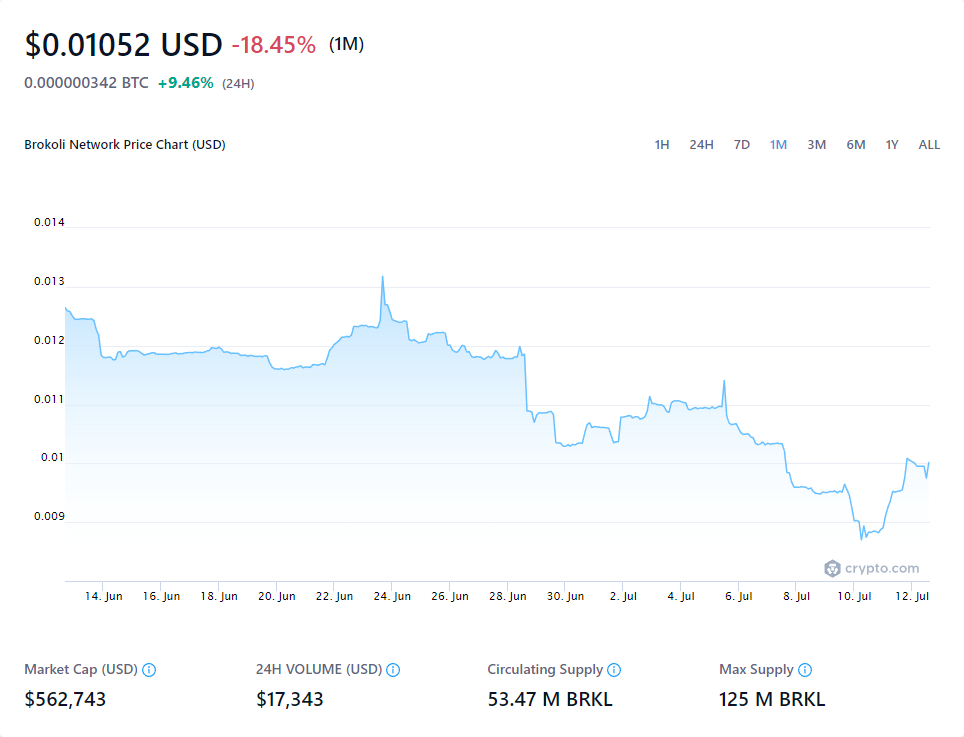 $0.01052 USD -18.45% (1M)
0.000000342 BTC +9.46% (24H)
Brokoli Network Price Chart (USD)
1H 24H 7D 1M 3M 6M 1Y ALL
0.014
0.013
0.012
0.011
0.01
0.009
crypto.com
14. Jun 16. Jun 18. Jun 20. Jun 22. Jun 24. Jun 26. Jun 28. Jun 30. Jun 2. Jul 4. Jul 6. Jul 8. Jul 10. Jul 12. Jul
Market Cap (USD) 24H VOLUME (USD) Circulating Supply Max Supply
$562,743 $17,343 53.47 M BRKL 125 M BRKL